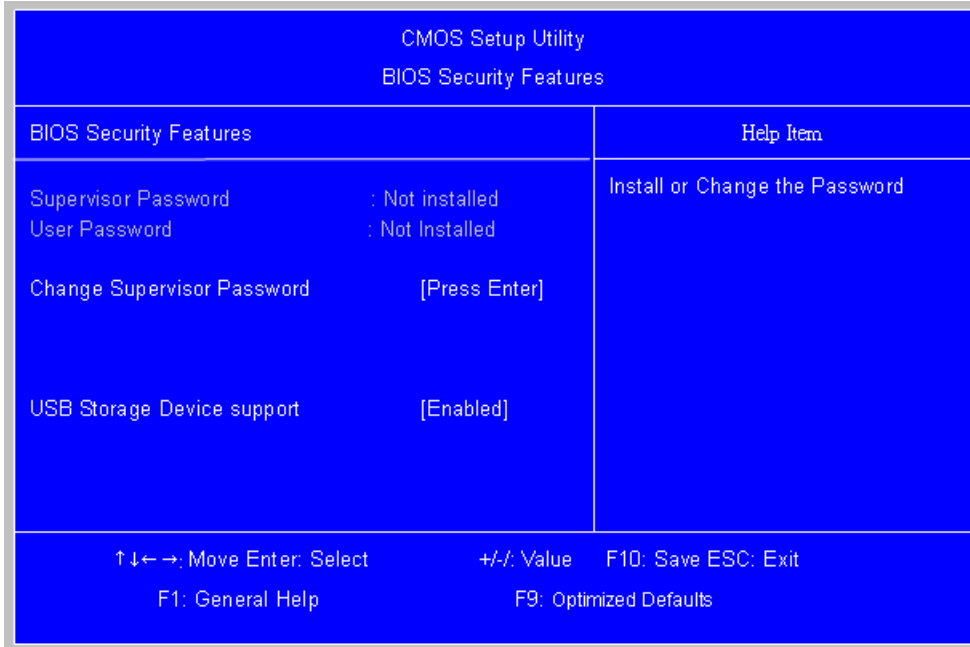 CMOS Setup Utility
BIOS Security Features
BIOS Security Features
Help Item
Supervisor Password : Not installed
User Password : Not Installed
Install or Change the Password
Change Supervisor Password [Press Enter]
USB Storage Device support [Enabled]
↑↓←→: Move Enter: Select +/-/: Value F10: Save ESC: Exit
F1: General Help F9: Optimized Defaults